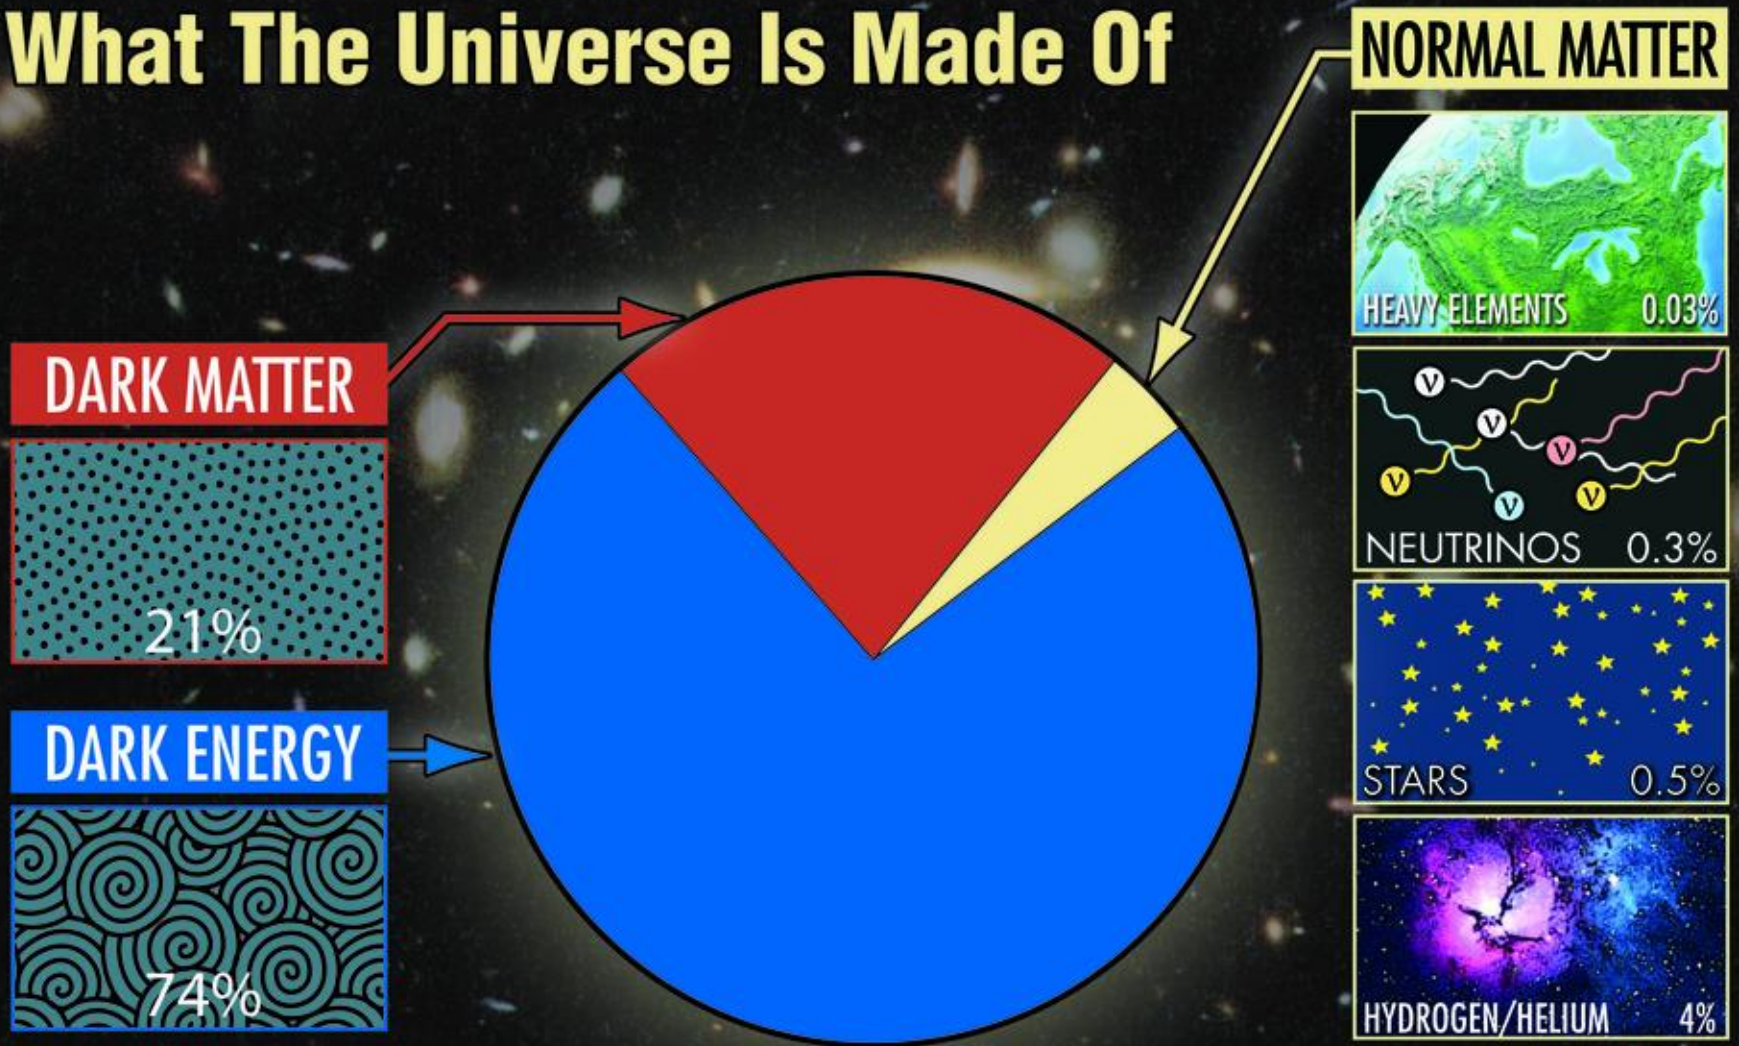 What The Universe Is Made Of
NORMAL MATTER
HEAVY ELEMENTS 0.03%
DARK MATTER
21%
ν
ν
ν
ν
ν
ν
NEUTRINOS 0.3%
STARS 0.5%
DARK ENERGY
74%
HYDROGEN/HELIUM 4%